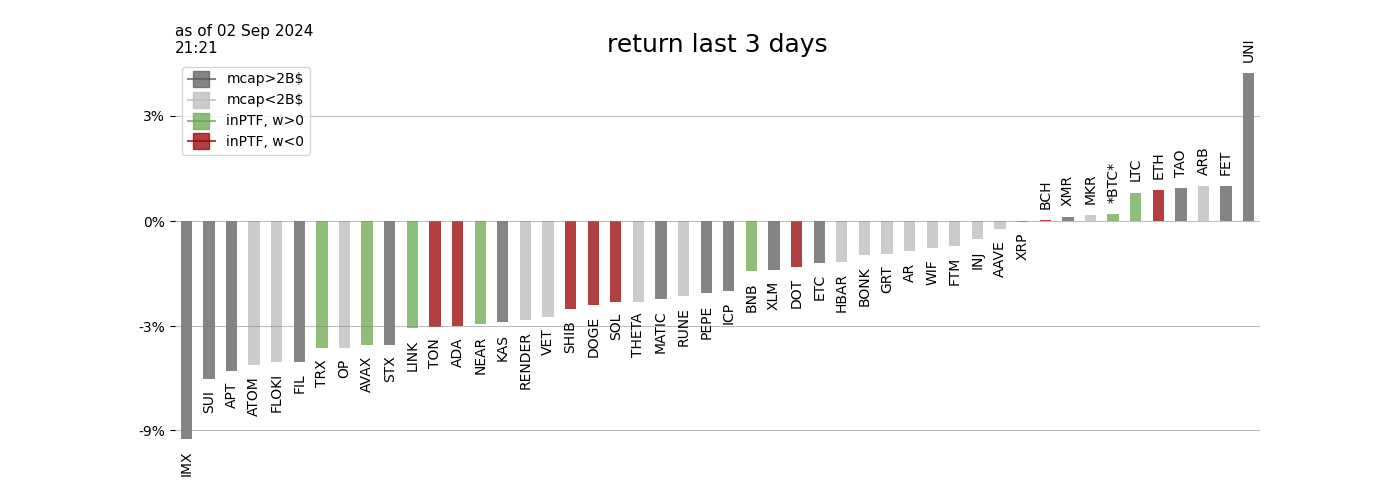 as of 02 Sep 2024
21:21
return last 3 days
mcap>2B$
mcap<2B$
inPTF, w>0
inPTF, w<0
3%
0%
-3%
-9%
IMX
SUI
APT
ATOM
FLOKI
FIL
TRX
OP
AVAX
STX
LINK
TON
ADA
NEAR
KAS
RENDER
VET
SHIB
DOGE
SOL
THETA
MATIC
RUNE
PEPE
ICP
BNB
XLM
DOT
ETC
HBAR
BONK
GRT
AR
WIF
FTM
INJ
AAVE
XRP
BCH
XMR
MKR
*BTC*
LTC
ETH
TAO
ARB
FET
UNI